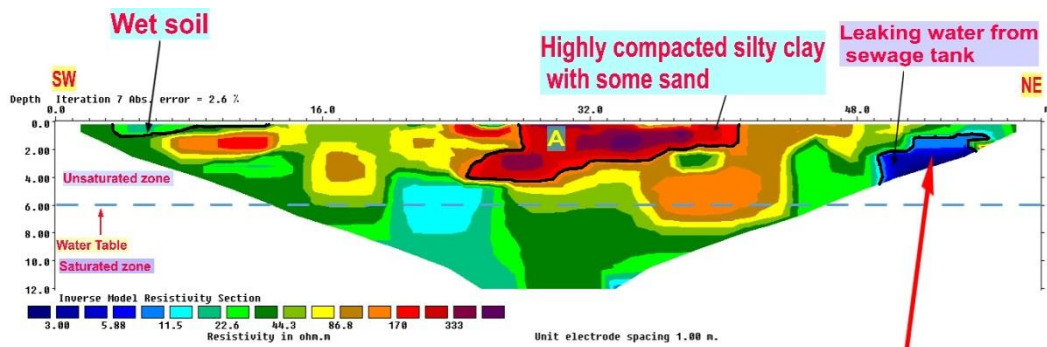 Wet soil
Highly compacted silty clay
with some sand
Leaking water from
sewage tank
SW
NE
Depth Iteration 7 Abs. error = 2.6 %
0.0 16.0 32.0 48.0
0.0
2.00
4.00
6.00
8.00
10.0
12.0
A
Unsaturated zone
Water Table
Saturated zone
Inverse Model Resistivity Section
3.00 5.88 11.5 22.6 44.3 86.8 170 333
Resistivity in ohm.m
Unit electrode spacing 1.00 m.